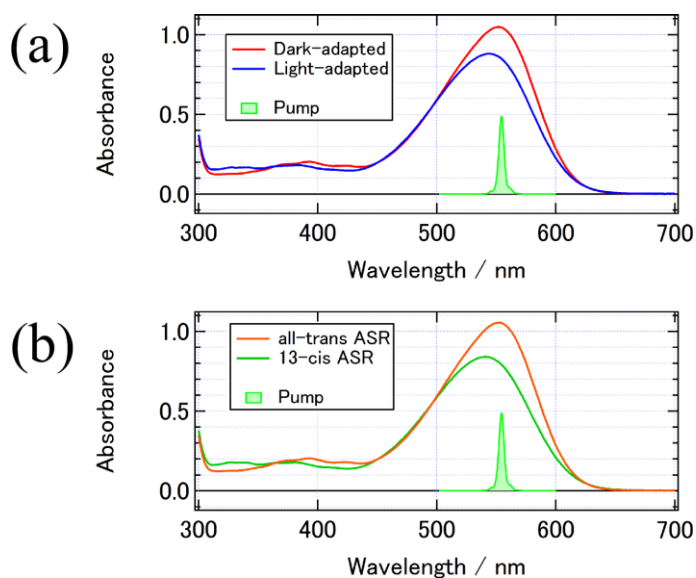 (a)
Absorbance
1.0
0.5
0.0
Dark-adapted
Light-adapted
Pump
300 400 500 600 700
Wavelength / nm
(b)
Absorbance
1.0
0.5
0.0
all-trans ASR
13-cis ASR
Pump
300 400 500 600 700
Wavelength / nm